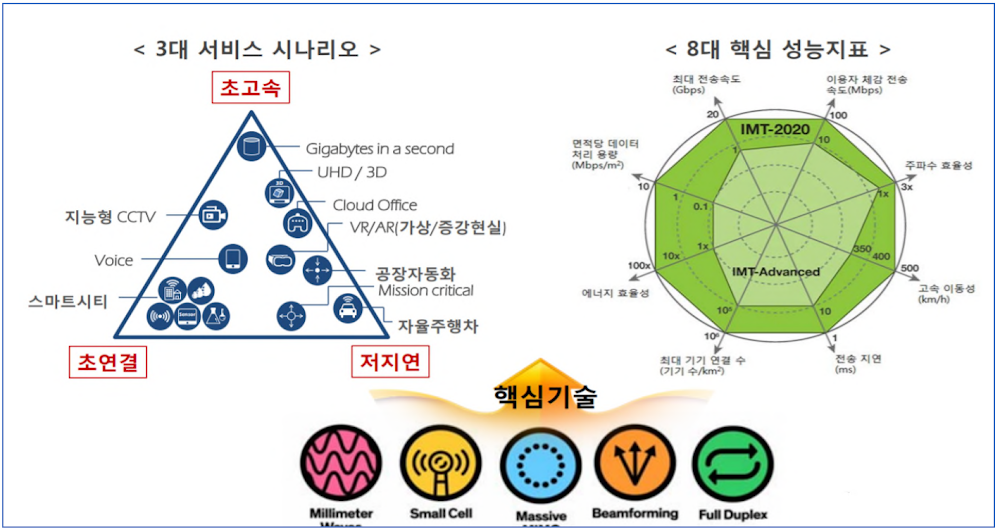 < 3대 서비스 시나리오 >
초고속
Gigabytes in a second
UHD / 3D
3D
Cloud Office
지능형 CCTV
VR/AR(가상/증강현실)
Voice
공장자동화
Mission critical
스마트시티
Sensor
자율주행차
초연결
저지연
< 8대 핵심 성능지표 >
최대 전송속도
(Gbps)
이용자 체감 전송
속도(Mbps)
20
100
IMT-2020
1
10
면적당 데이터
처리 용량
(Mbps/m²)
주파수 효율성
10
1
0.1
1x
3x
1x
10x
100x
350
400
500
IMT-Advanced
에너지 효율성
고속 이동성
(km/h)
10⁵
10⁶
10
1
최대 기기 연결 수
(기기 수/km²)
전송 지연
(ms)
핵심기술
Millimeter
Waves
Small Cell
Massive
MIMO
Beamforming
Full Duplex